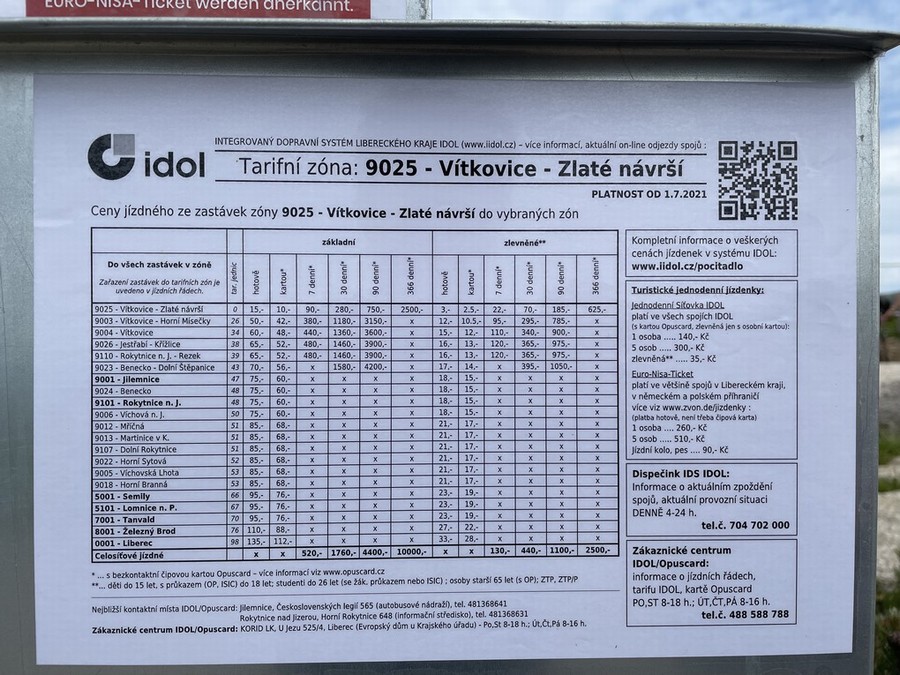 EURO-NISA-Ticket werden anerkannt.
idol
INTEGROVANÝ DOPRAVNÍ SYSTÉM LIBERECKÉHO KRAJE IDOL (www.iidol.cz) – více informací, aktuální on-line odjezdy spojů :
Tarifní zóna: 9025 - Vítkovice - Zlaté návrší
PLATNOST OD 1.7.2021
Ceny jízdného ze zastávek zóny 9025 - Vítkovice - Zlaté návrší do vybraných zón
základní zlevněné**
Do všech zastávek v zóně
Zařazení zastávek do tarifních zón je
uvedeno v jízdních řádech.
tar. jednic hotově kartou* 7 denní* 30 denní* 90 denní* 366 denní* hotově kartou* 7 denní* 30 denní* 90 denní* 366 denní*
9025 - Vítkovice - Zlaté návrší 0 15,- 10,- 90,- 280,- 750,- 2500,- 3,- 2.5,- 22,- 70,- 185,- 625,-
9003 - Vítkovice - Horní Mísečky 26 50,- 42,- 380,- 1180,- 3150,- x 12,- 10.5,- 95,- 295,- 785,- x
9004 - Vítkovice 34 60,- 48,- 440,- 1360,- 3600,- x 15,- 12,- 110,- 340,- 900,- x
9026 - Jestřabí - Křížlice 38 65,- 52,- 480,- 1460,- 3900,- x 16,- 13,- 120,- 365,- 975,- x
9110 - Rokytnice n. J. - Rezek 39 65,- 52,- 480,- 1460,- 3900,- x 16,- 13,- 120,- 365,- 975,- x
9023 - Benecko - Dolní Štěpanice 43 70,- 56,- x 1580,- 4200,- x 17,- 14,- x 395,- 1050,- x
9001 - Jilemnice 47 75,- 60,- x x x x 18,- 15,- x x x x
9024 - Benecko 48 75,- 60,- x x x x 18,- 15,- x x x x
9101 - Rokytnice n. J. 48 75,- 60,- x x x x 18,- 15,- x x x x
9006 - Víchová n. J. 50 75,- 60,- x x x x 18,- 15,- x x x x
9012 - Mříčná 51 85,- 68,- x x x x 21,- 17,- x x x x
9013 - Martinice v K. 51 85,- 68,- x x x x 21,- 17,- x x x x
9107 - Dolní Rokytnice 51 85,- 68,- x x x x 21,- 17,- x x x x
9022 - Horní Sytová 52 85,- 68,- x x x x 21,- 17,- x x x x
9005 - Víchovská Lhota 53 85,- 68,- x x x x 21,- 17,- x x x x
9018 - Horní Branná 53 85,- 68,- x x x x 21,- 17,- x x x x
5001 - Semily 66 95,- 76,- x x x x 23,- 19,- x x x x
5101 - Lomnice n. P. 67 95,- 76,- x x x x 23,- 19,- x x x x
7001 - Tanvald 70 95,- 76,- x x x x 23,- 19,- x x x x
8001 - Železný Brod 76 110,- 88,- x x x x 27,- 22,- x x x x
0001 - Liberec 98 135,- 112,- x x x x 33,- 28,- x x x x
Celosíťové jízdné x x 520,- 1760,- 4400,- 10000,- x x 130,- 440,- 1100,- 2500,-
* ... s bezkontaktní čipovou kartou Opuscard – více informací viz www.opuscard.cz
**... děti do 15 let, s průkazem (OP, ISIC) do 18 let; studenti do 26 let (se žák. průkazem nebo ISIC) ; osoby starší 65 let (s OP); ZTP, ZTP/P
Nejbližší kontaktní místa IDOL/Opuscard: Jilemnice, Československých legií 565 (autobusové nádraží), tel. 481368641
Rokytnice nad Jizerou, Horní Rokytnice 648 (informační středisko), tel. 481368631
Zákaznické centrum IDOL/Opuscard: KORID LK, U Jezu 525/4, Liberec (Evropský dům u Krajského úřadu) - Po,St 8-18 h.; Út,Čt,Pá 8-16 h.
Kompletní informace o veškerých
cenách jízdenek v systému IDOL:
www.iidol.cz/pocitadlo
Turistické jednodenní jízdenky:
Jednodenní Síťovka IDOL
platí ve všech spojích IDOL
(s kartou Opuscard, zlevněná jen s osobní kartou):
1 osoba ..... 140,- Kč
5 osob ..... 300,- Kč
zlevněná** ..... 35,- Kč
Euro-Nisa-Ticket
platí ve většině spojů v Libereckém kraji,
v německém a polském příhraničí
více viz www.zvon.de/jizdenky :
(platba hotově, není třeba čipová karta)
1 osoba .... 260,- Kč
5 osob ..... 510,- Kč
Jízdní kolo, pes .... 90,- Kč
Dispečink IDS IDOL:
Informace o aktuálním zpoždění
spojů, aktuální provozní situaci
DENNĚ 4-24 h.
tel.č. 704 702 000
Zákaznické centrum
IDOL/Opuscard:
informace o jízdních řádech,
tarifu IDOL, kartě Opuscard
PO,ST 8-18 h.; ÚT,ČT,PÁ 8-16 h.
tel.č. 488 588 788